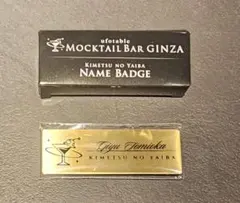 ufotable
MOCKTAIL BAR GINZA
KIMETSU NO YAIBA
NAME BADGE
Giyu Tomioka
KIMETSU NO YAIBA